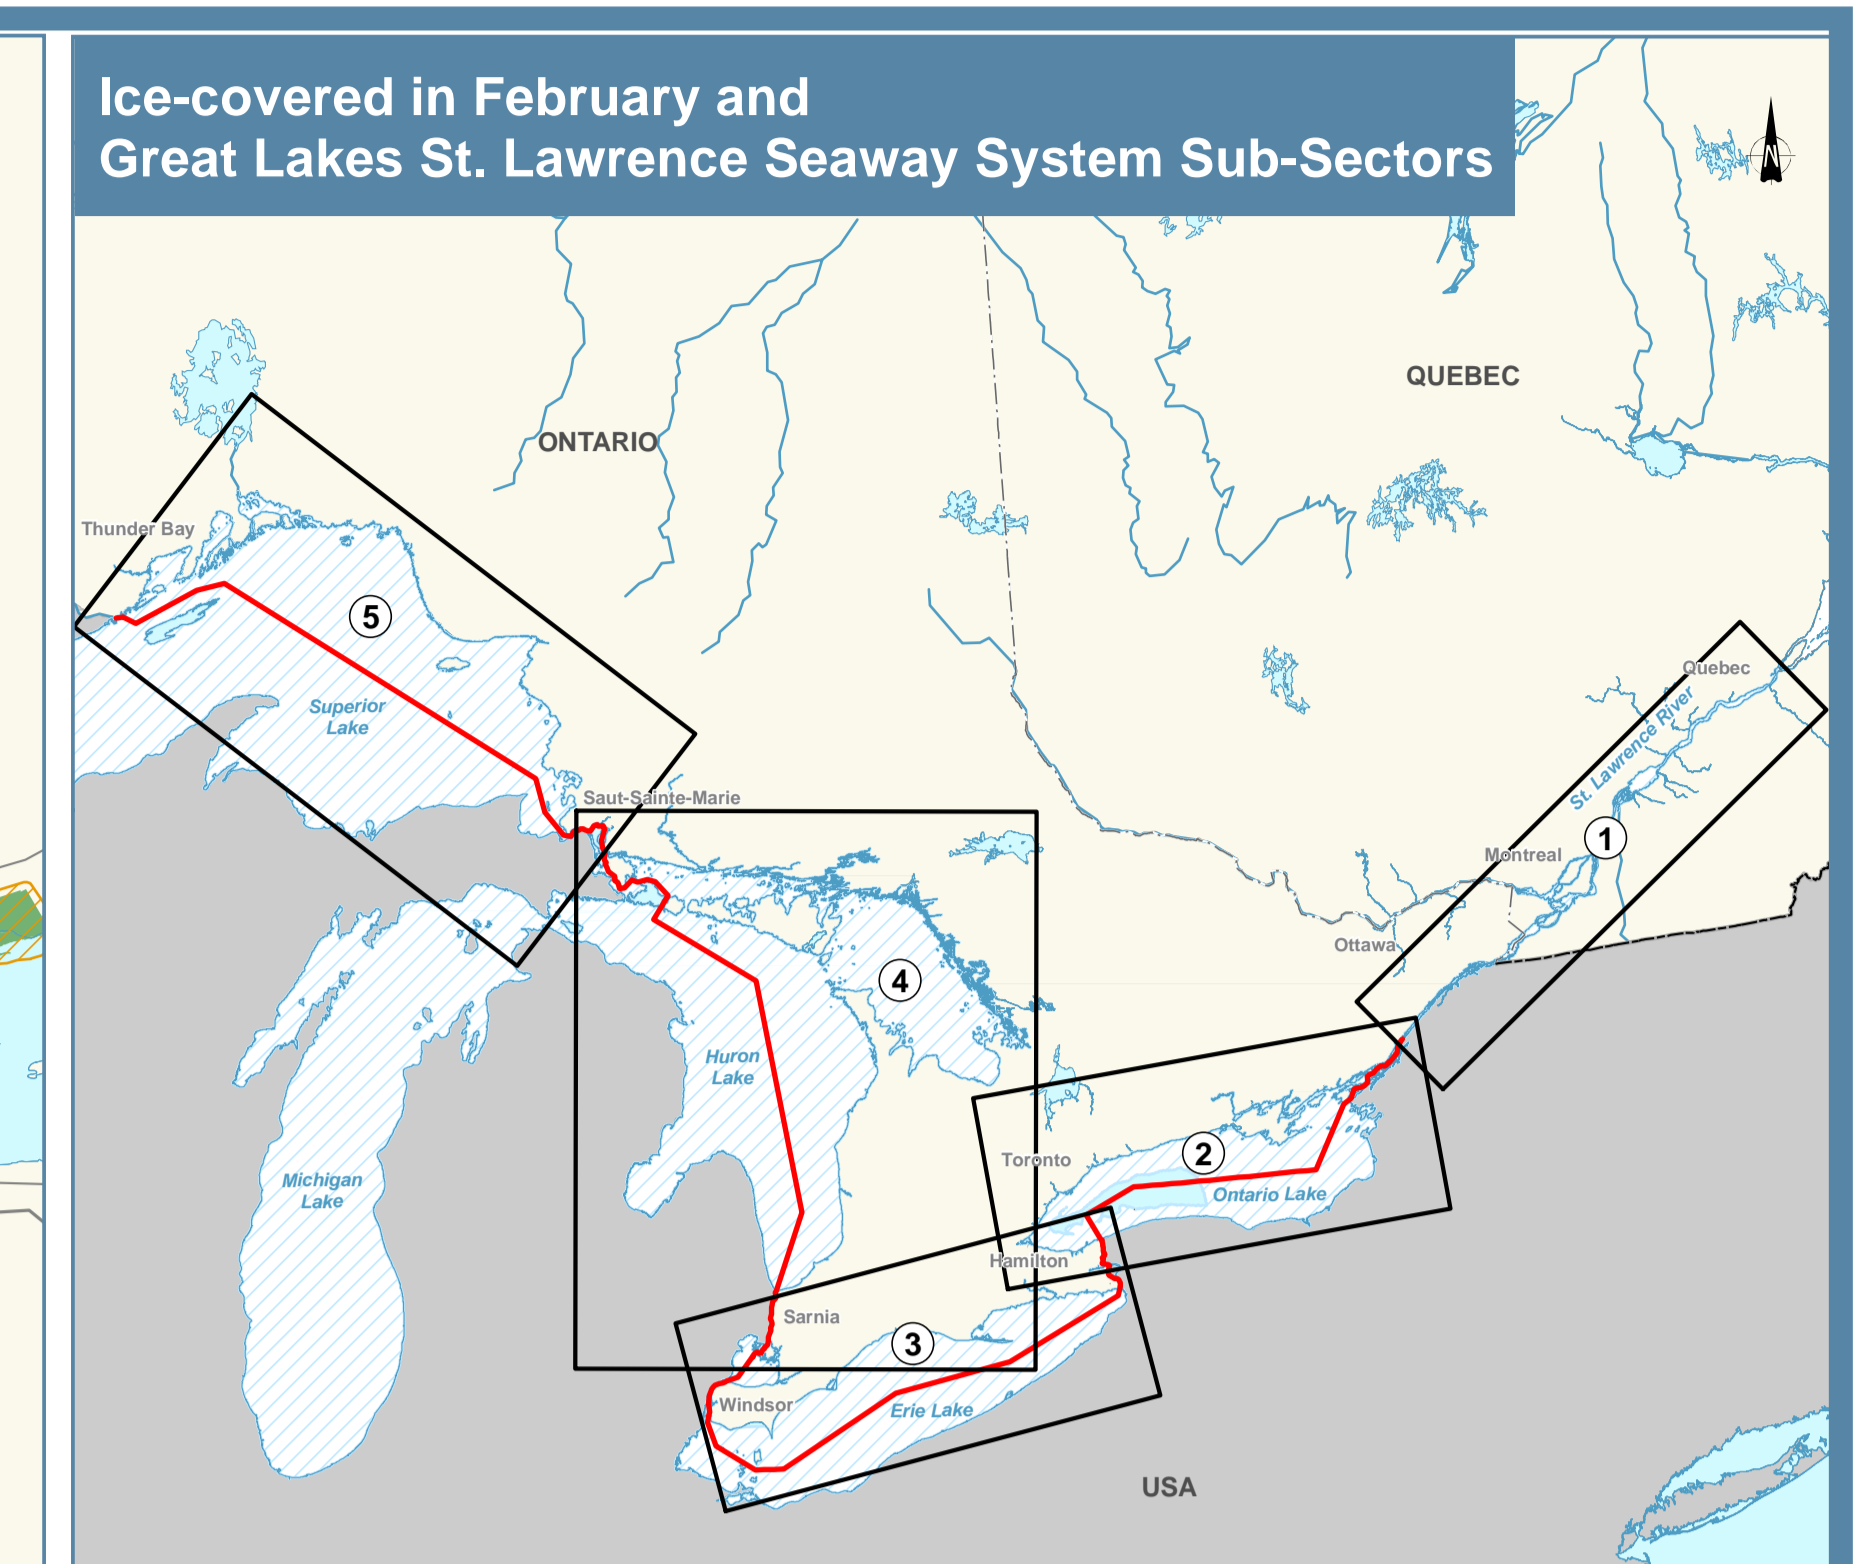 Ice-covered in February and
Great Lakes St. Lawrence Seaway System Sub-Sectors
N
QUEBEC
ONTARIO
Thunder Bay
5
Superior
Lake
Quebec
St. Lawrence River
Saut-Sainte-Marie
1
Montreal
Ottawa
4
Huron
Lake
2
Toronto
Ontario Lake
Michigan
Lake
Hamilton
Sarnia
3
Windsor
Erie Lake
USA